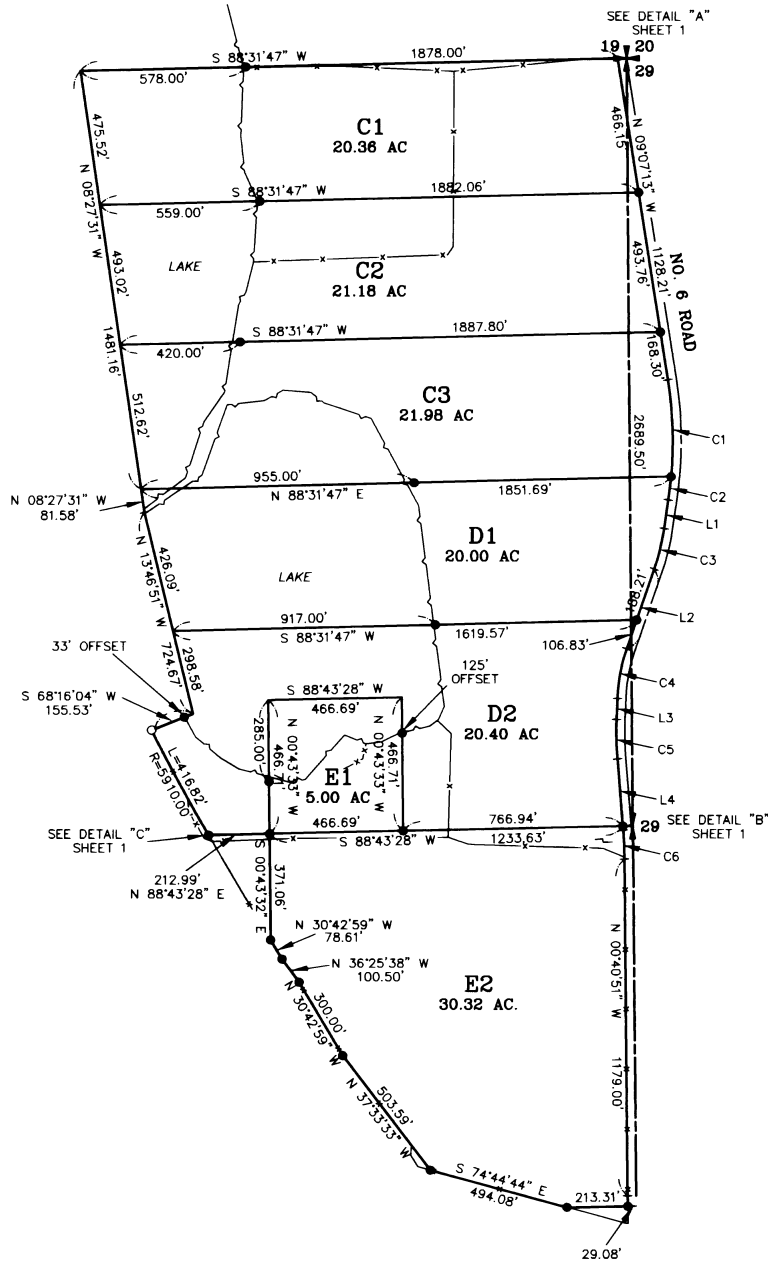 SEE DETAIL "A"
SHEET 1
19 20
29
S 88°31'47" W
1878.00'
578.00'
475.52'
C1
20.36 AC
466.15
N 09°07'13" W
1128.21'
S 88°31'47" W
1882.06'
559.00'
N 08°27'31" W
1481.16'
493.02'
LAKE
C2
21.18 AC
493.76'
NO. 6 ROAD
S 88°31'47" W
1887.80'
420.00'
168.30'
512.62'
C3
21.98 AC
2689.50'
C1
955.00'
N 88°31'47" E
1851.69'
C2
N 08°27'31" W
81.58'
L1
D1
20.00 AC
C3
426.09'
N 13°46'51" W
724.67'
LAKE
188.21'
L2
917.00'
S 88°31'47" W
1619.57'
106.83'
33' OFFSET
298.58'
125'
OFFSET
C4
S 68°16'04" W
155.53'
S 88°43'28" W
466.69'
D2
20.40 AC
L3
285.00'
N 00°43'33" W
466.71'
N 00°43'33" W
466.71'
C5
L=416.82'
R=5910.00'
E1
5.00 AC
L4
SEE DETAIL "C"
SHEET 1
466.69'
S 88°43'28" W
766.94'
1233.63'
29
SEE DETAIL "B"
SHEET 1
C6
212.99'
N 88°43'28" E
S 00°43'32" E
371.06'
N 30°42'59" W
78.61'
N 36°25'38" W
100.50'
N 00°40'51" W
1179.00'
E2
30.32 AC.
300.00'
N 30°42'59" W
503.59'
N 37°33'33" W
S 74°44'44" E
494.08'
213.31'
29.08'